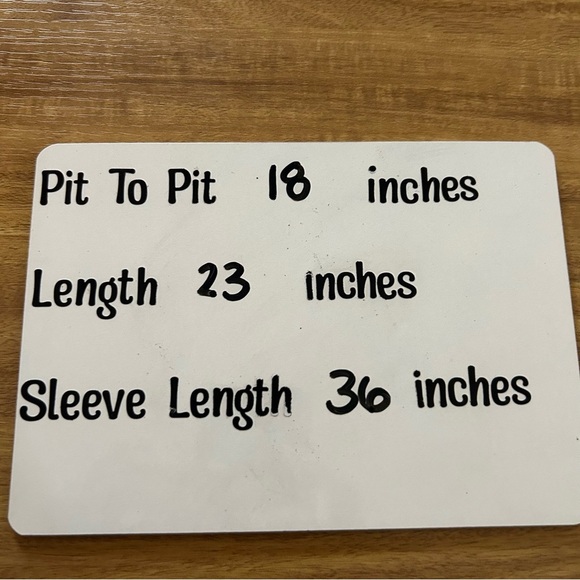 Pit To Pit 18 inches
Length 23 inches
Sleeve Length 36 inches